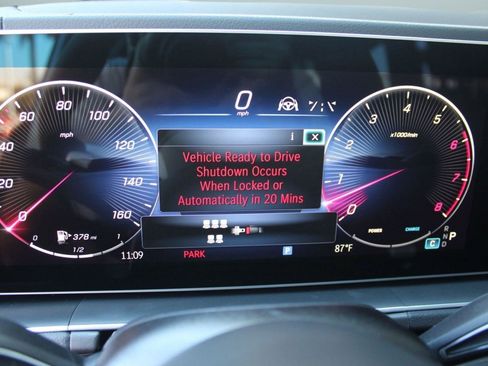 0
mph
80
60
100
40
mph
120
20
140
0
160
i X
Vehicle Ready to Drive
Shutdown Occurs
When Locked or
Automatically in 20 Mins
4
3
5
x1000/min
2
6
1
7
0
8
POWER CHARGE
R
N P
D
C
0 378 mi 1
1/2
11:09
PARK
P
87°F